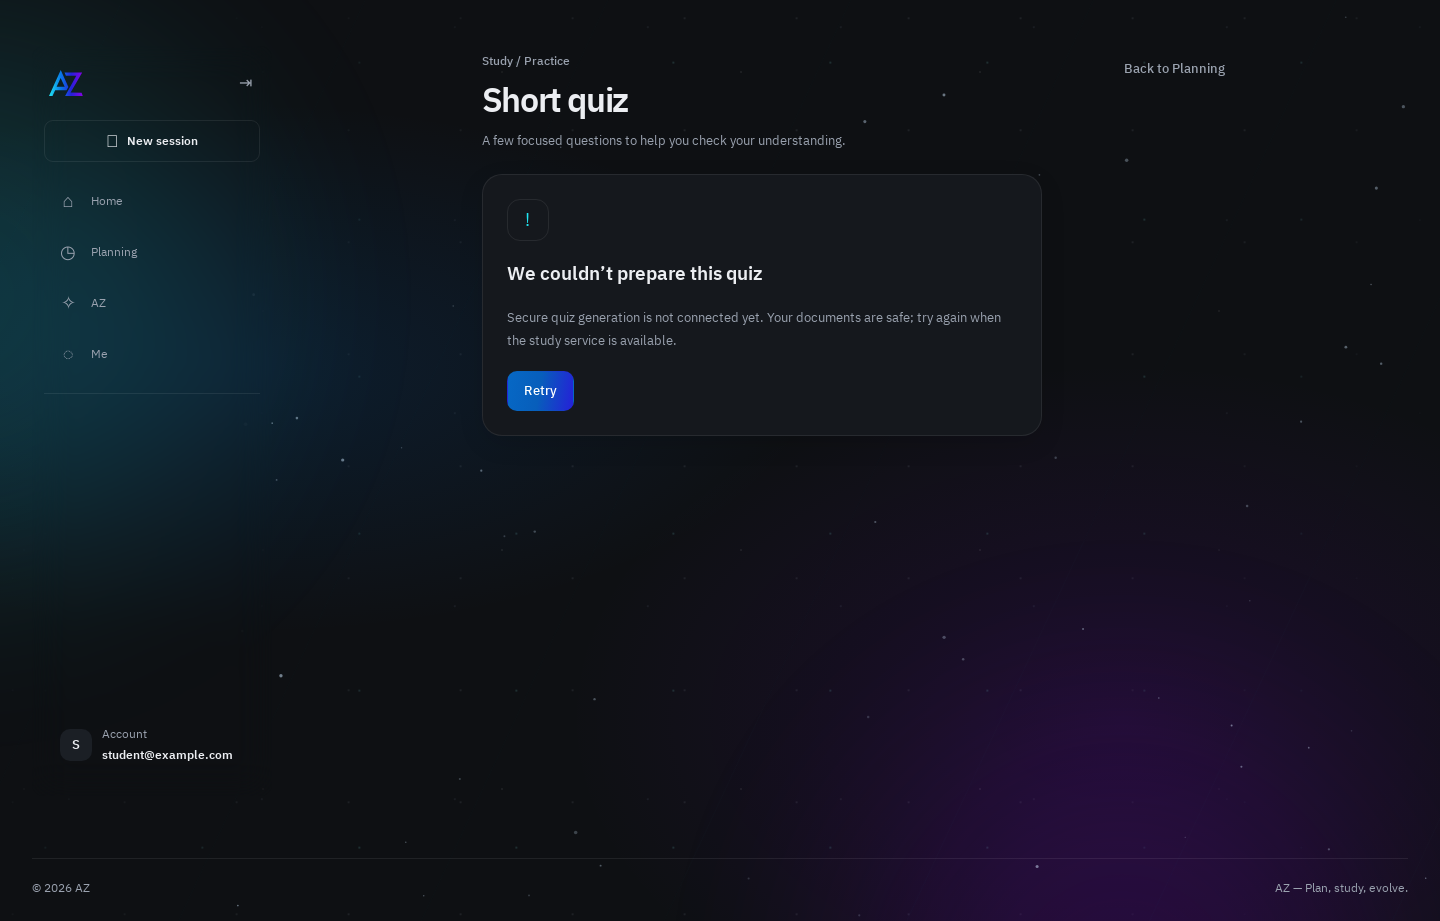 AZ
New session
Home
Planning
AZ
Me
Account
S
student@example.com
Study / Practice
Short quiz
A few focused questions to help you check your understanding.
Back to Planning
!
We couldn’t prepare this quiz
Secure quiz generation is not connected yet. Your documents are safe; try again when
the study service is available.
Retry
© 2026 AZ
AZ — Plan, study, evolve.